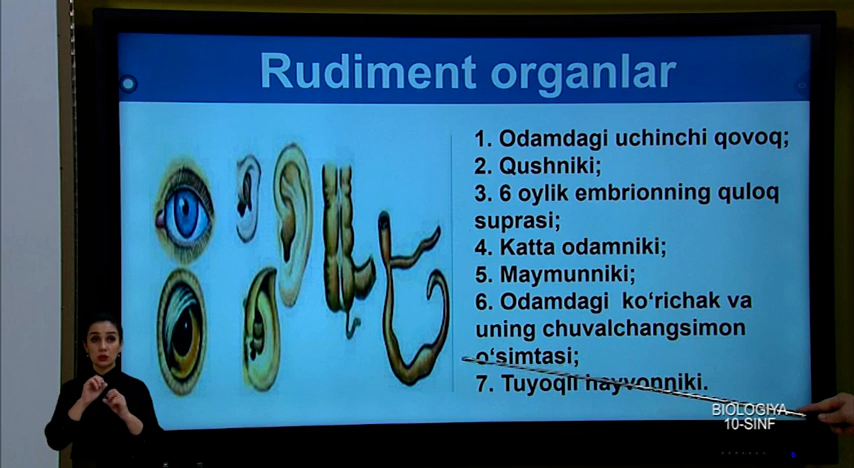 Rudiment organlar
1. Odamdagi uchinchi qovoq;
2. Qushniki;
3. 6 oylik embrionning quloq
suprasi;
4. Katta odamniki;
5. Maymunniki;
6. Odamdagi ko‘richak va
uning chuvalchangsimon
o‘simtasi;
7. Tuyoqli hayvonniki.
BIOLOGIYA
10-SINF